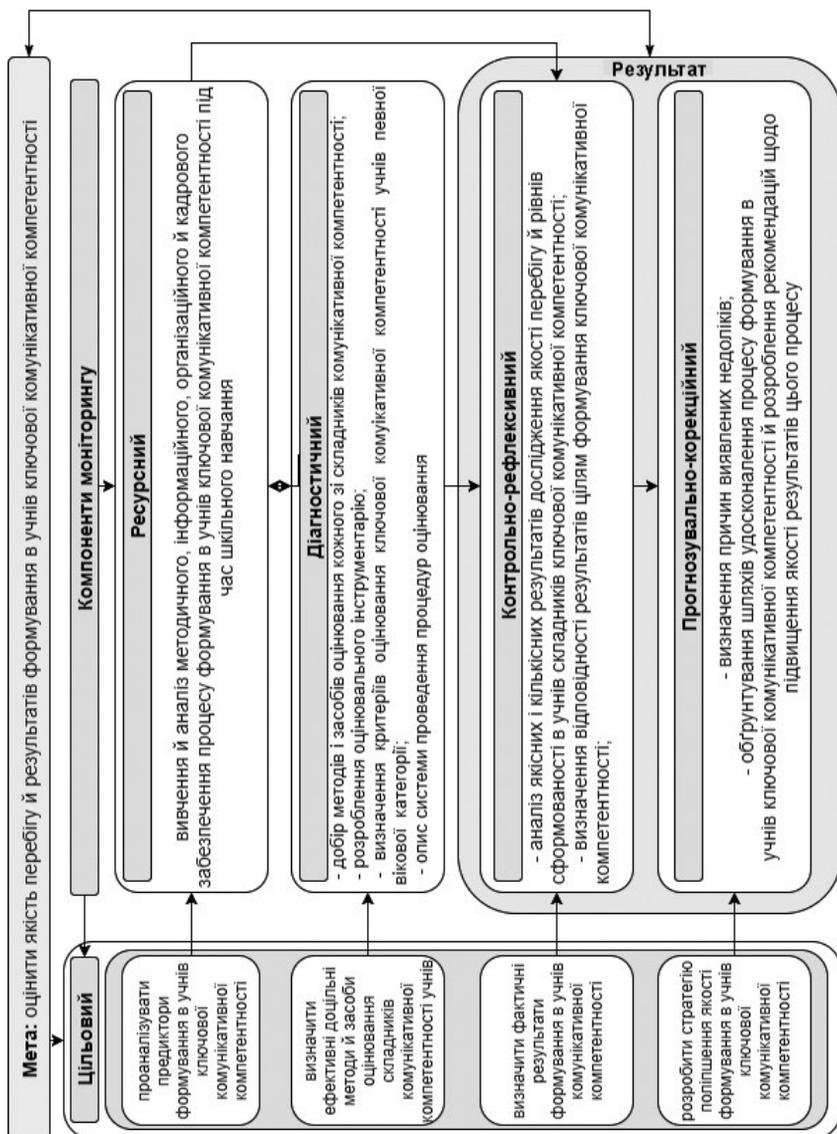 Мета: оцінити якість перебігу й результатів формування в учнів ключової комунікативної компетентності
Компоненти моніторингу
Цільовий
проаналізувати
предиктори
формування в учнів
ключової
комунікативної
компетентності
визначити
ефективні доцільні
методи й засоби
оцінювання
складників
комунікативної
компетентності учнів
визначити фактичні
результати
формування в учнів
комунікативної
компетентності
розробити стратегію
поліпшення якості
формування в учнів
ключової
комунікативної
компетентності
Ресурсний
вивчення й аналіз методичного, інформаційного, організаційного й кадрового
забезпечення процесу формування в учнів ключової комунікативної компетентності під
час шкільного навчання
Діагностичний
- добір методів і засобів оцінювання кожного зі складників комунікативної компетентності;
- розроблення оцінювального інструментарію;
- визначення критеріїв оцінювання ключової комуікативної компетентності учнів певної
вікової категорії;
- опис системи проведення процедур оцінювання
Результат
Контрольно-рефлексивний
- аналіз якісних і кількісних результатів дослідження якості перебігу й рівнів
сформованості в учнів складників ключової комунікативної компетентності;
- визначення відповідності результатів цілям формування ключової комунікативної
компетентності;
Прогнозувально-корекційний
- визначення причин виявлених недоліків;
- обґрунтування шляхів удосконалення процесу формування в
учнів ключової комунікативної компетентності й розроблення рекомендацій щодо
підвищення якості результатів цього процесу